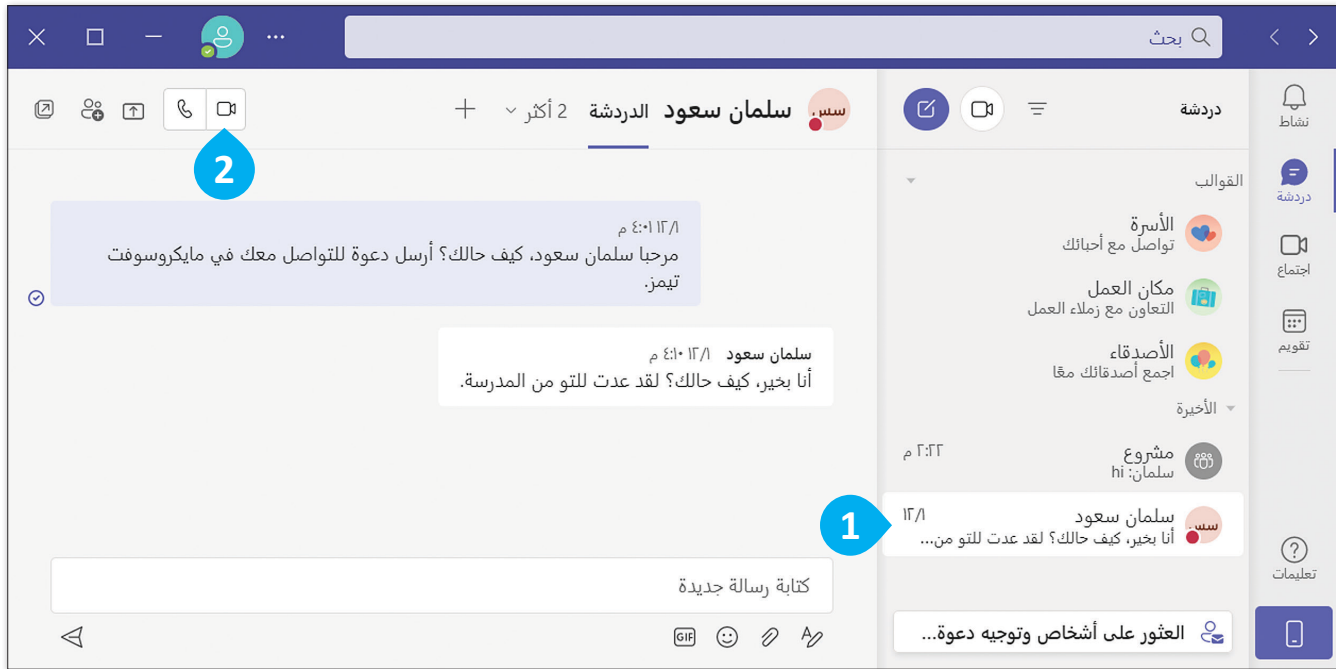 بحث
نشاط
دردشة
اجتماع
تقويم
تعليمات
دردشة
القوالب
الأسرة
تواصل مع أحبائك
مكان العمل
التعاون مع زملاء العمل
الأصدقاء
اجمع أصدقائك معًا
الأخيرة
مشروع ٢:٢٢ م
سلمان: hi
سس سلمان سعود ١٢/١
أنا بخير، كيف حالك؟ لقد عدت للتو من...
1
العثور على أشخاص وتوجيه دعوة...
سس سلمان سعود الدردشة 2 أكثر
2
١٢/١ ٤:٠١ م
مرحبا سلمان سعود، كيف حالك؟ أرسل دعوة للتواصل معك في مايكروسوفت
تيمز.
سلمان سعود ١٢/١ ٤:١٠ م
أنا بخير، كيف حالك؟ لقد عدت للتو من المدرسة.
كتابة رسالة جديدة
GIF